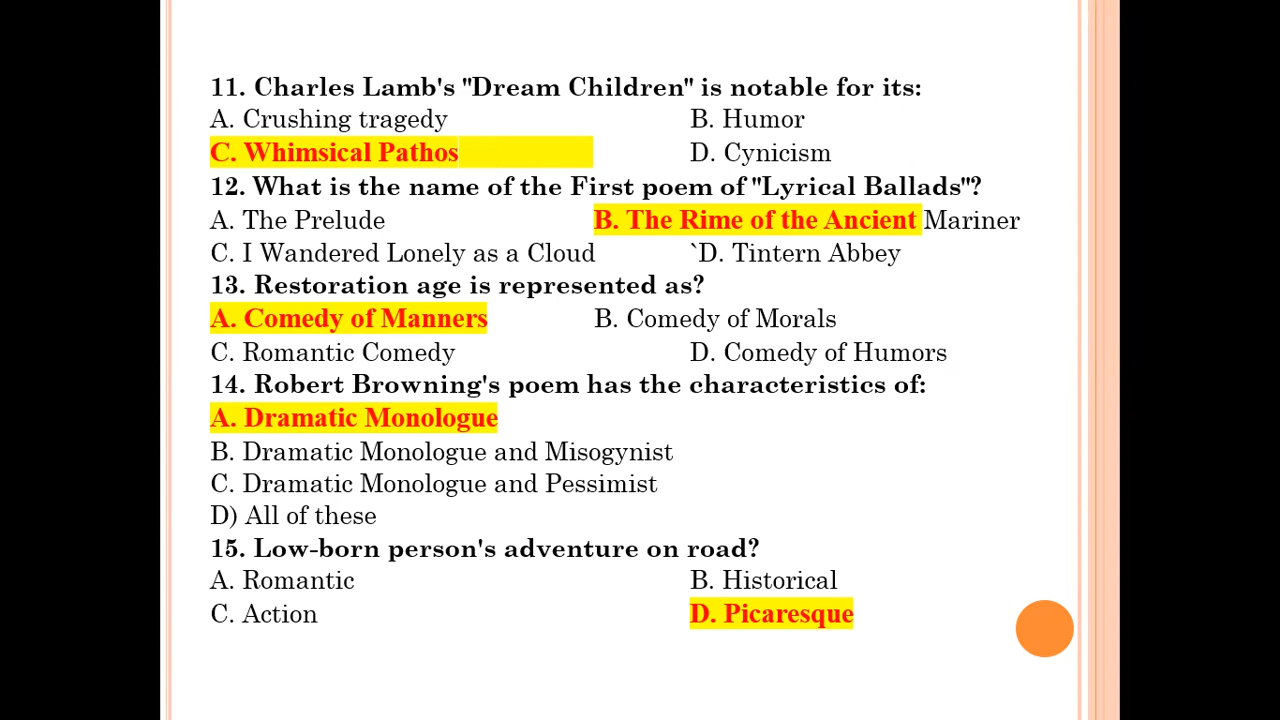 11. Charles Lamb's "Dream Children" is notable for its:
A. Crushing tragedy B. Humor
C. Whimsical Pathos D. Cynicism
12. What is the name of the First poem of "Lyrical Ballads"?
A. The Prelude B. The Rime of the Ancient Mariner
C. I Wandered Lonely as a Cloud `D. Tintern Abbey
13. Restoration age is represented as?
A. Comedy of Manners B. Comedy of Morals
C. Romantic Comedy D. Comedy of Humors
14. Robert Browning's poem has the characteristics of:
A. Dramatic Monologue
B. Dramatic Monologue and Misogynist
C. Dramatic Monologue and Pessimist
D) All of these
15. Low-born person's adventure on road?
A. Romantic B. Historical
C. Action D. Picaresque